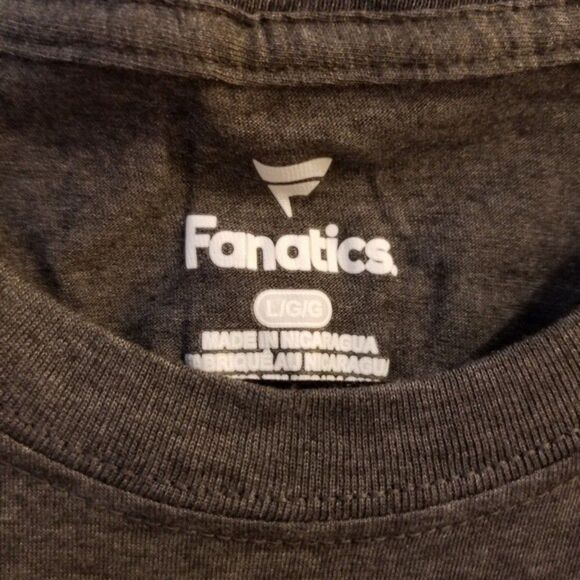 Fanatics
L/G/G
MADE IN NICARAGUA
FABRIQUÉ AU NICARAGUA